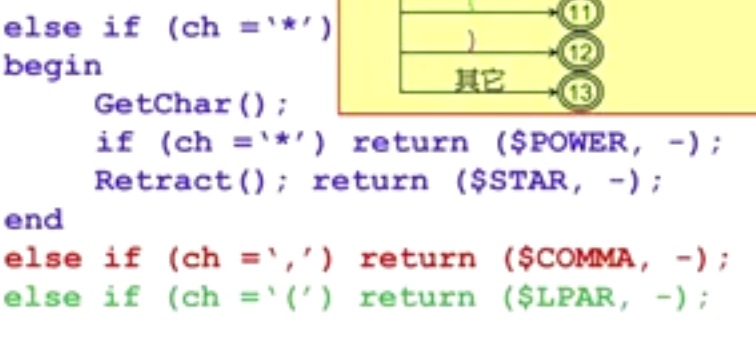 else if (ch =‵*′)
begin
GetChar();
if (ch =‵*′) return ($POWER, -);
Retract(); return ($STAR, -);
end
else if (ch =‵,′) return ($COMMA, -);
else if (ch =‵(′) return ($LPAR, -);
11
) 12
其它 13